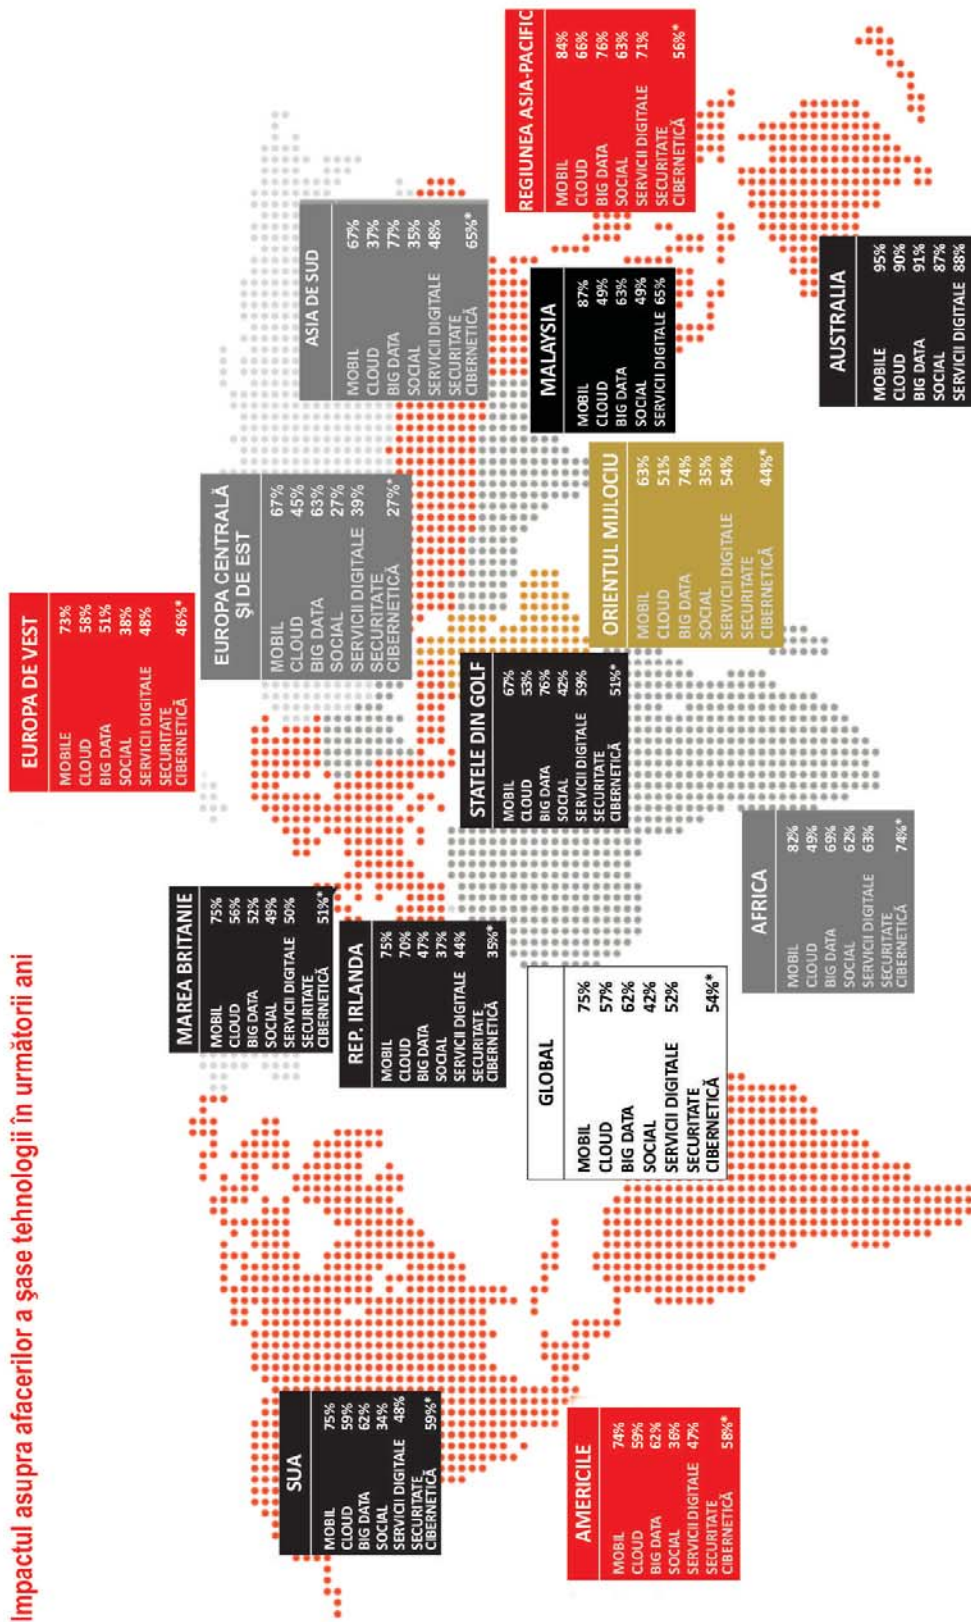 Impactul asupra afacerilor a șase tehnologii în următorii ani
EUROPA DE VEST
MOBILE 73%
CLOUD 58%
BIG DATA 51%
SOCIAL 38%
SERVICII DIGITALE 48%
SECURITATE
CIBERNETICĂ 46%*
MAREA BRITANIE
MOBIL 75%
CLOUD 56%
BIG DATA 52%
SOCIAL 49%
SERVICII DIGITALE 50%
SECURITATE
CIBERNETICĂ 51%*
EUROPA CENTRALĂ
ȘI DE EST
MOBIL 67%
CLOUD 45%
BIG DATA 63%
SOCIAL 27%
SERVICII DIGITALE 39%
SECURITATE
CIBERNETICĂ 27%*
SUA
MOBIL 75%
CLOUD 59%
BIG DATA 62%
SOCIAL 34%
SERVICII DIGITALE 48%
SECURITATE
CIBERNETICĂ 59%*
REP. IRLANDA
MOBIL 75%
CLOUD 70%
BIG DATA 47%
SOCIAL 37%
SERVICII DIGITALE 44%
SECURITATE
CIBERNETICĂ 35%*
ASIA DE SUD
MOBIL 67%
CLOUD 37%
BIG DATA 77%
SOCIAL 35%
SERVICII DIGITALE 48%
SECURITATE
CIBERNETICĂ 65%*
STATELE DIN GOLF
MOBIL 67%
CLOUD 53%
BIG DATA 76%
SOCIAL 42%
SERVICII DIGITALE 59%
SECURITATE
CIBERNETICĂ 51%*
REGIUNEA ASIA-PACIFIC
MOBIL 84%
CLOUD 66%
BIG DATA 76%
SOCIAL 63%
SERVICII DIGITALE 71%
SECURITATE
CIBERNETICĂ 56%*
GLOBAL
MOBIL 75%
CLOUD 57%
BIG DATA 62%
SOCIAL 42%
SERVICII DIGITALE 52%
SECURITATE
CIBERNETICĂ 54%*
MALAYSIA
MOBIL 87%
CLOUD 49%
BIG DATA 63%
SOCIAL 49%
SERVICII DIGITALE 65%
AMERICILE
MOBIL 74%
CLOUD 59%
BIG DATA 62%
SOCIAL 36%
SERVICII DIGITALE 47%
SECURITATE
CIBERNETICĂ 58%*
ORIENTUL MIJLOCIU
MOBIL 63%
CLOUD 51%
BIG DATA 74%
SOCIAL 35%
SERVICII DIGITALE 54%
SECURITATE
CIBERNETICĂ 44%*
AFRICA
MOBIL 82%
CLOUD 49%
BIG DATA 69%
SOCIAL 62%
SERVICII DIGITALE 63%
SECURITATE
CIBERNETICĂ 74%*
AUSTRALIA
MOBILE 95%
CLOUD 90%
BIG DATA 91%
SOCIAL 87%
SERVICII DIGITALE 88%